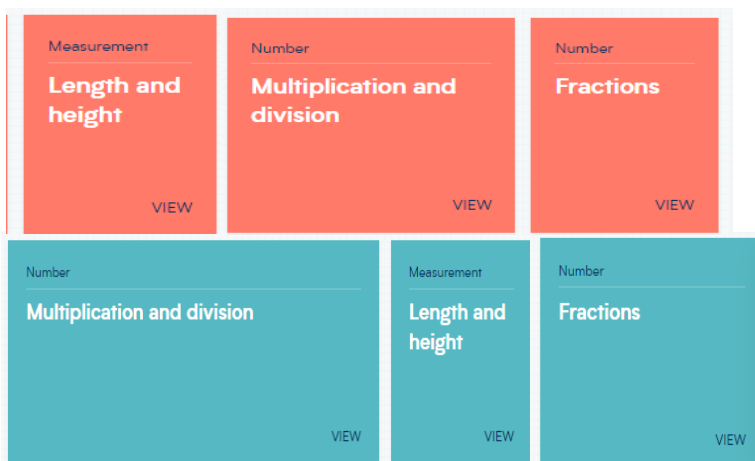 Measurement
Length and
height
VIEW
Number
Multiplication and
division
VIEW
Number
Fractions
VIEW
Number
Multiplication and division
VIEW
Measurement
Length and
height
VIEW
Number
Fractions
VIEW